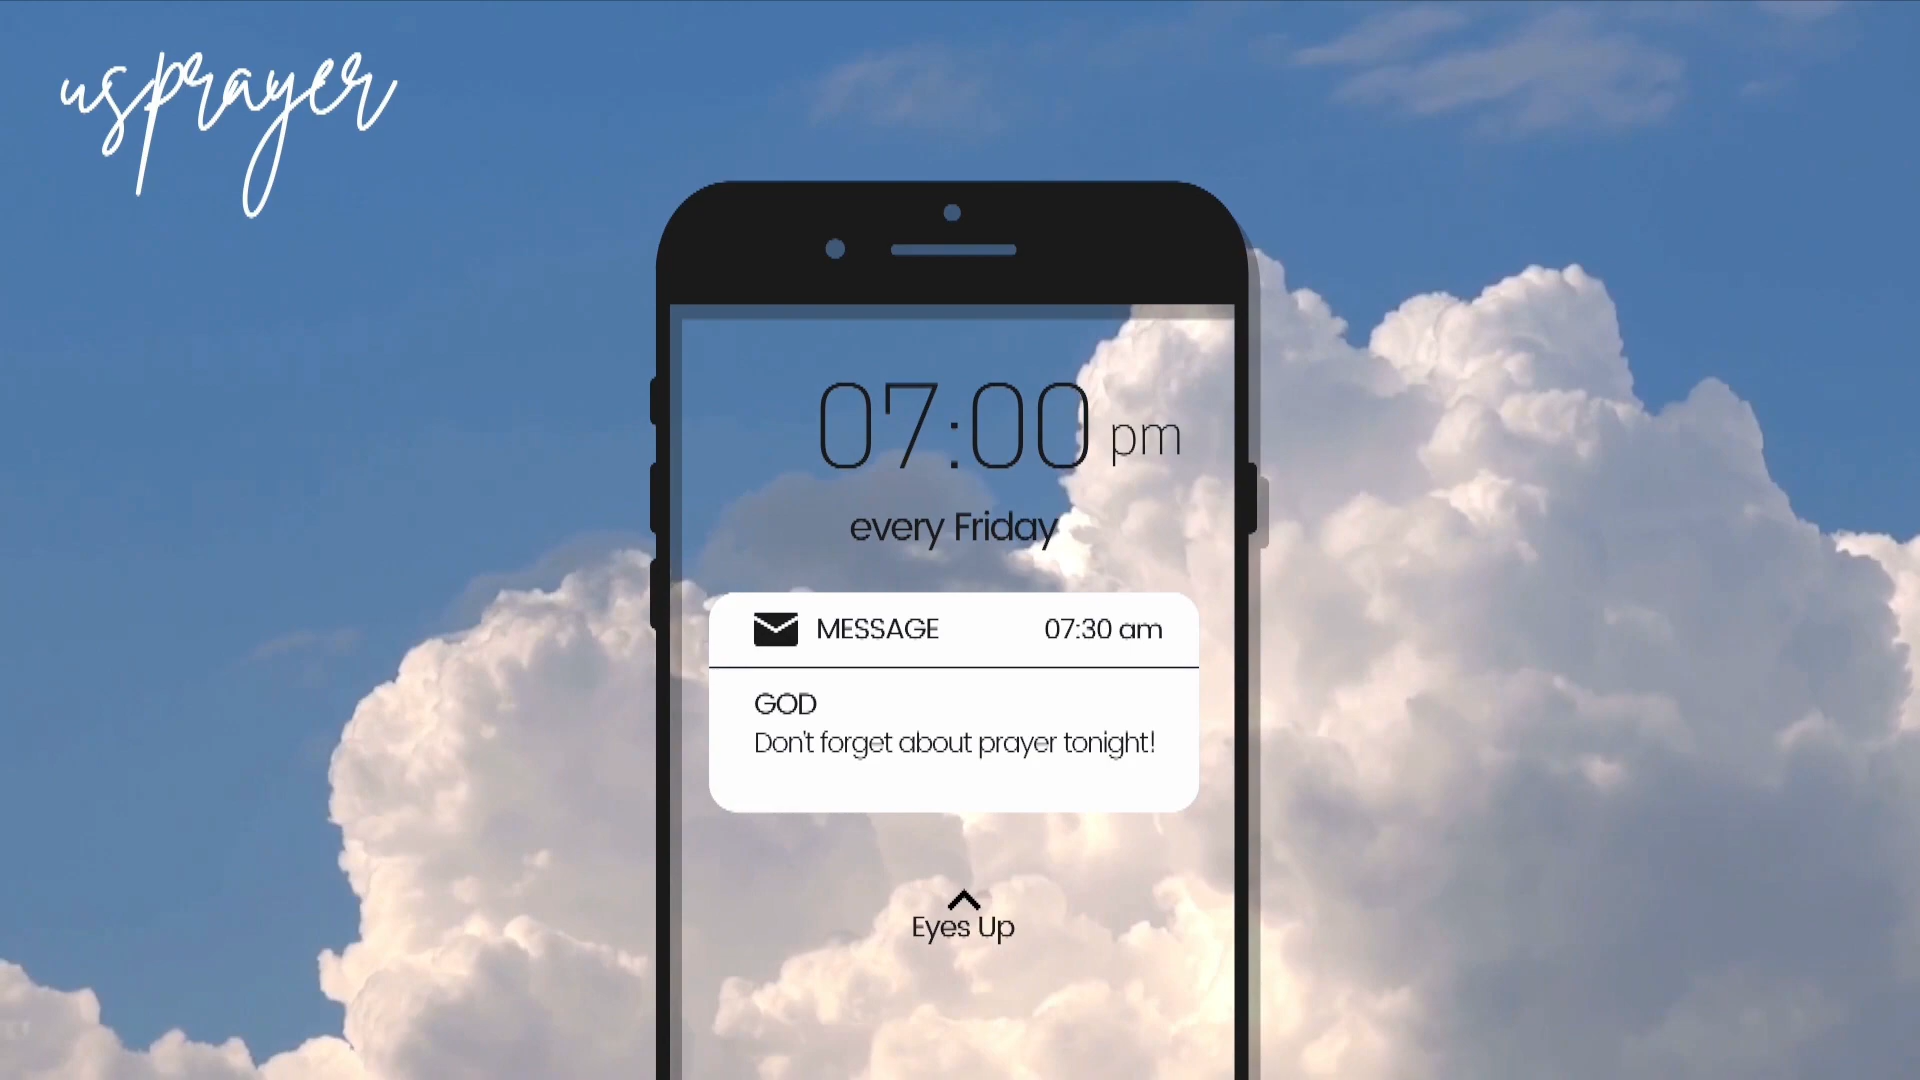 usprayer
07:00 pm
every Friday
MESSAGE 07:30 am
GOD
Don't forget about prayer tonight!
Eyes Up